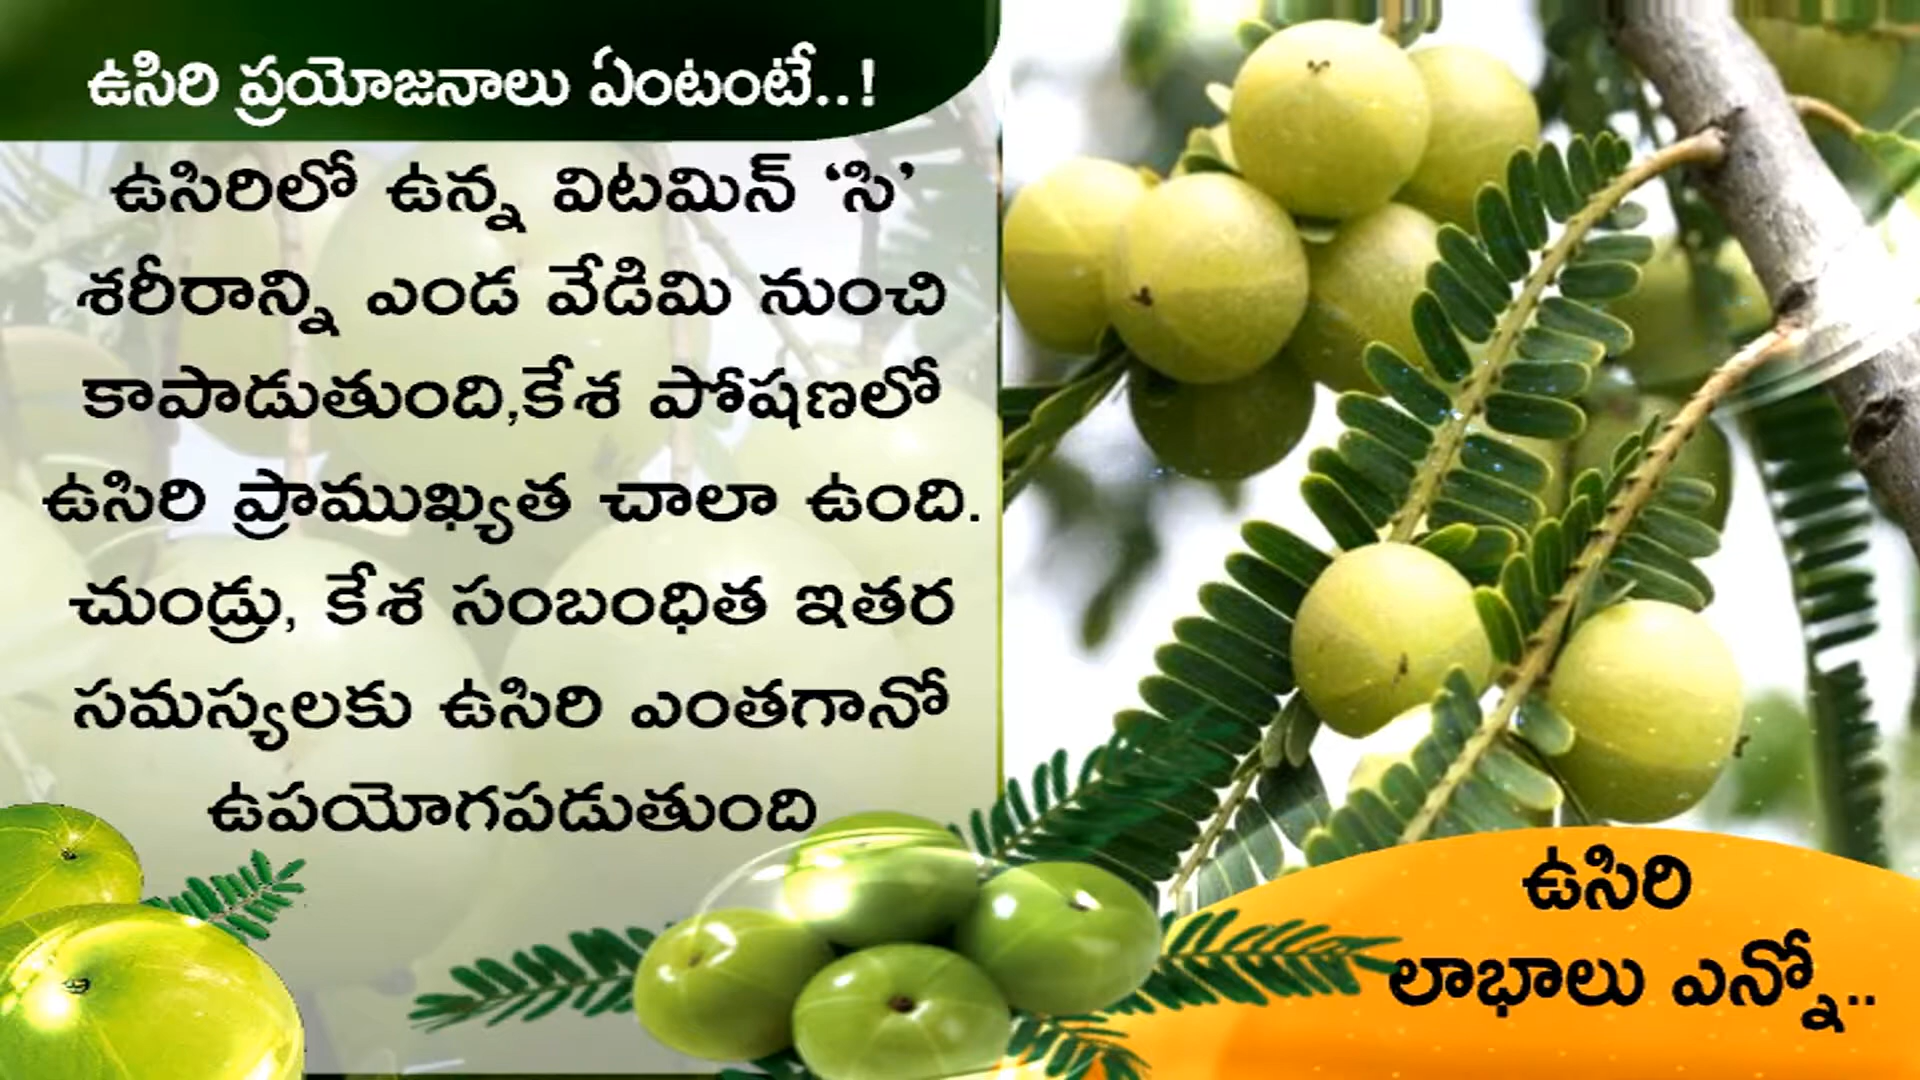 ఉసిరి ప్రయోజనాలు ఏంటంటే..!
ఉసిరిలో ఉన్న విటమిన్ ‘సి’
శరీరాన్ని ఎండ వేడిమి నుంచి
కాపాడుతుంది,కేశ పోషణలో
ఉసిరి ప్రాముఖ్యత చాలా ఉంది.
చుండ్రు, కేశ సంబంధిత ఇతర
సమస్యలకు ఉసిరి ఎంతగానో
ఉపయోగపడుతుంది
ఉసిరి
లాభాలు ఎన్నో..